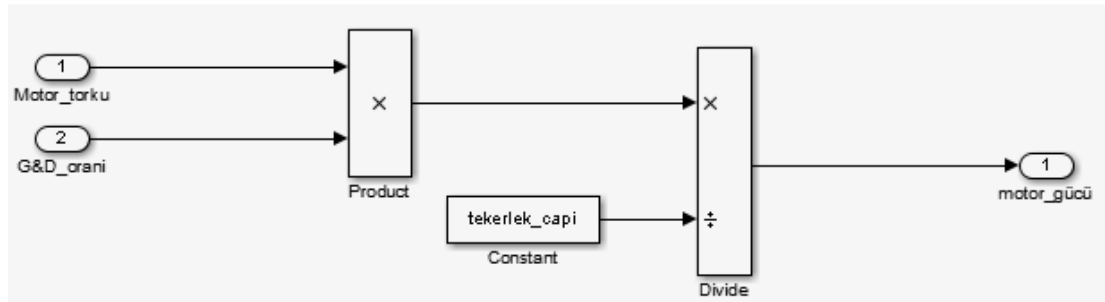 1
Motor_torku
2
G&D_orani
×
Product
tekerlek_capi
Constant
×
÷
Divide
1
motor_gücü